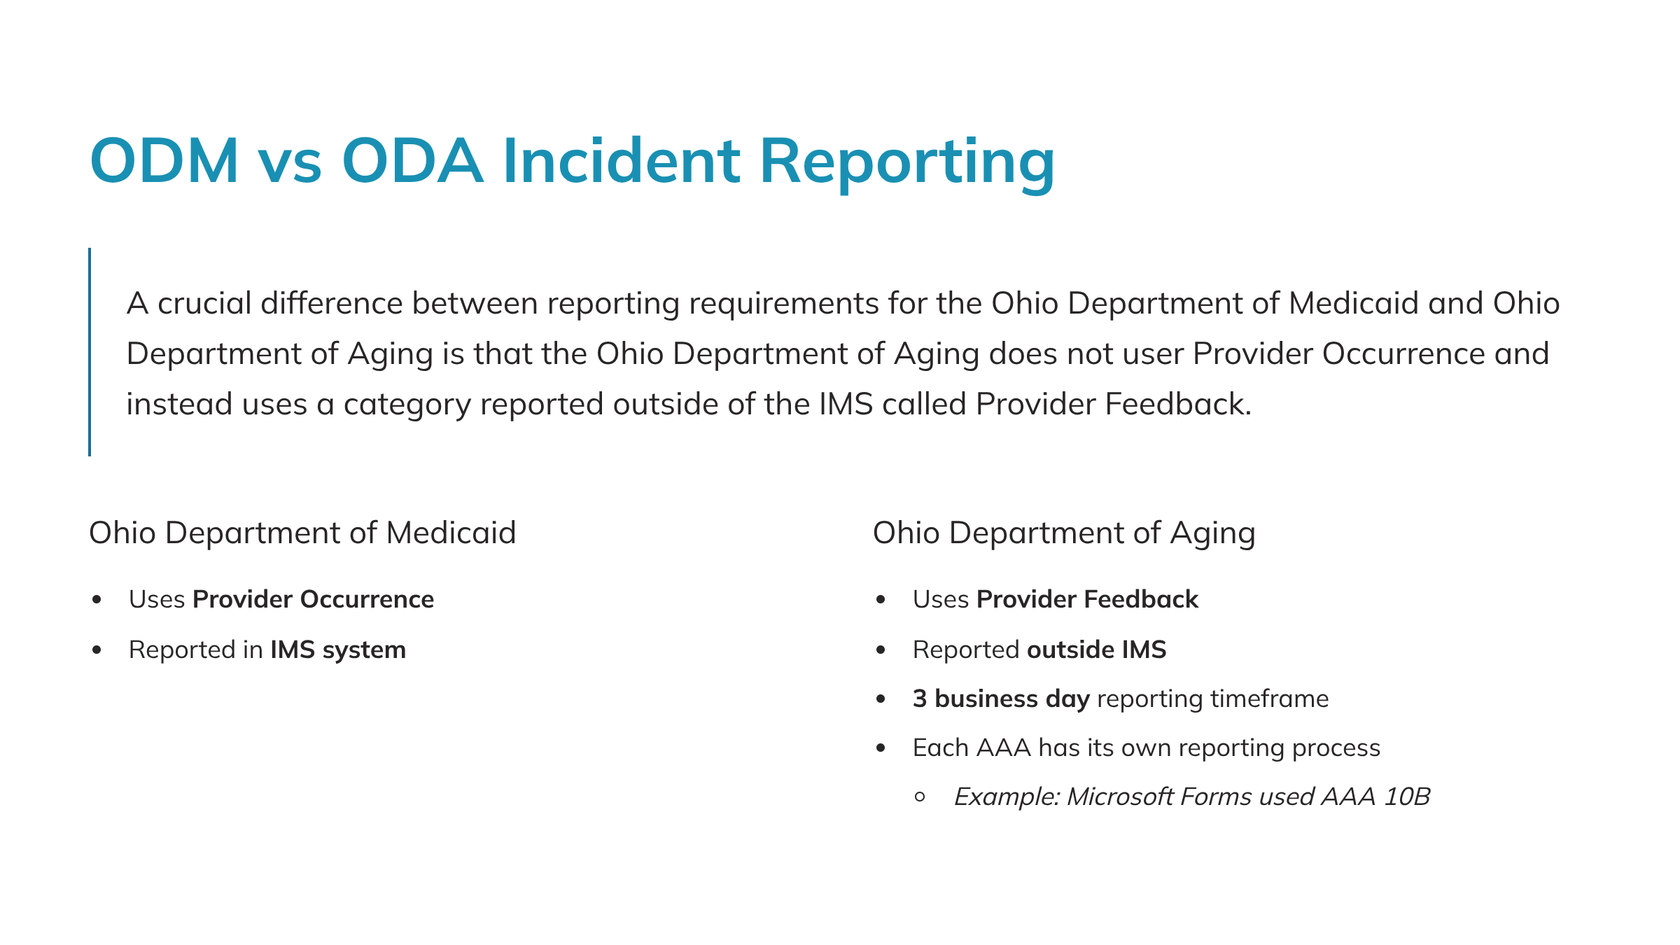 ODM vs ODA Incident Reporting
A crucial difference between reporting requirements for the Ohio Department of Medicaid and Ohio
Department of Aging is that the Ohio Department of Aging does not user Provider Occurrence and
instead uses a category reported outside of the IMS called Provider Feedback.
Ohio Department of Medicaid
• Uses Provider Occurrence
• Reported in IMS system
Ohio Department of Aging
• Uses Provider Feedback
• Reported outside IMS
• 3 business day reporting timeframe
• Each AAA has its own reporting process
◦ Example: Microsoft Forms used AAA 10B